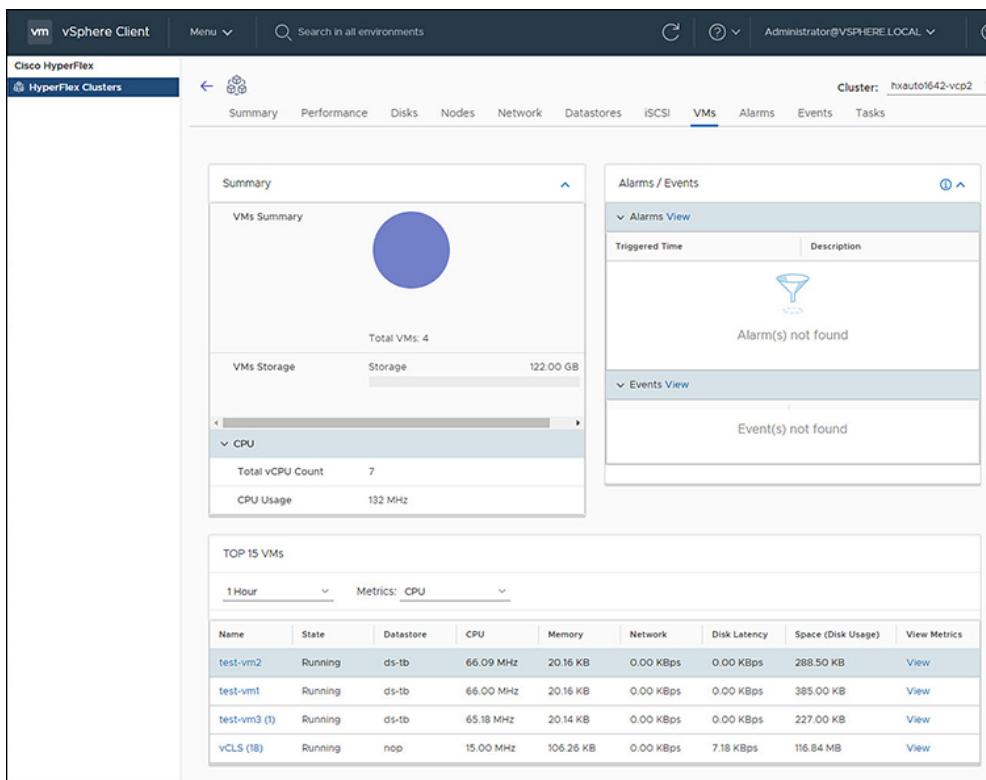 vm vSphere Client Menu Search in all environments Administrator@VSPHERE.LOCAL
Cisco HyperFlex
HyperFlex Clusters
Cluster: hxauto1642-vcp2
Summary Performance Disks Nodes Network Datastores iSCSI VMs Alarms Events Tasks
Summary
VMs Summary
Total VMs: 4
VMs Storage Storage 122.00 GB
CPU
Total vCPU Count 7
CPU Usage 132 MHz
Alarms / Events
Alarms View
Triggered Time Description
Alarm(s) not found
Events View
Event(s) not found
TOP 15 VMs
1 Hour Metrics: CPU
Name State Datastore CPU Memory Network Disk Latency Space (Disk Usage) View Metrics
test-vm2 Running ds-tb 66.09 MHz 20.16 KB 0.00 KBps 0.00 KBps 288.50 KB View
test-vm1 Running ds-tb 66.00 MHz 20.16 KB 0.00 KBps 0.00 KBps 385.00 KB View
test-vm3 (1) Running ds-tb 65.18 MHz 20.14 KB 0.00 KBps 0.00 KBps 227.00 KB View
vCLS (18) Running nop 15.00 MHz 106.26 KB 0.00 KBps 7.18 KBps 116.84 MB View